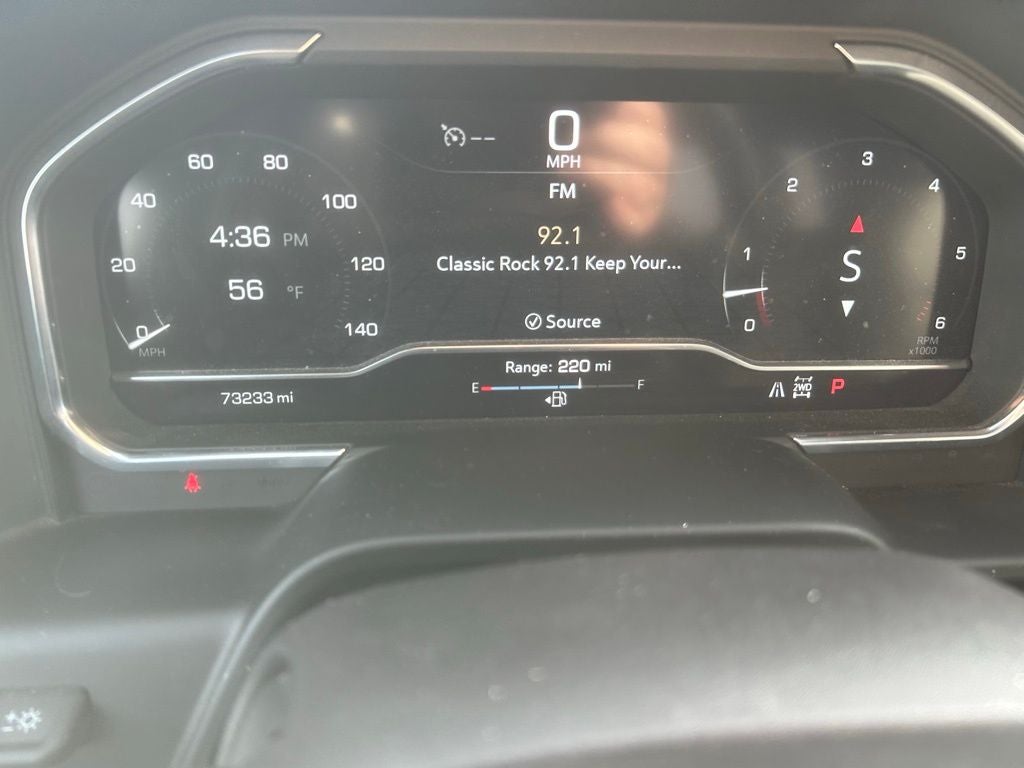 0
MPH
FM
92.1
Classic Rock 92.1 Keep Your...
Source
0
20
40
60
80
100
120
140
MPH
4:36 PM
56 °F
0
1
2
3
4
5
6
RPM
x1000
S
Range: 220 mi
E F
73233 mi
2WD
P